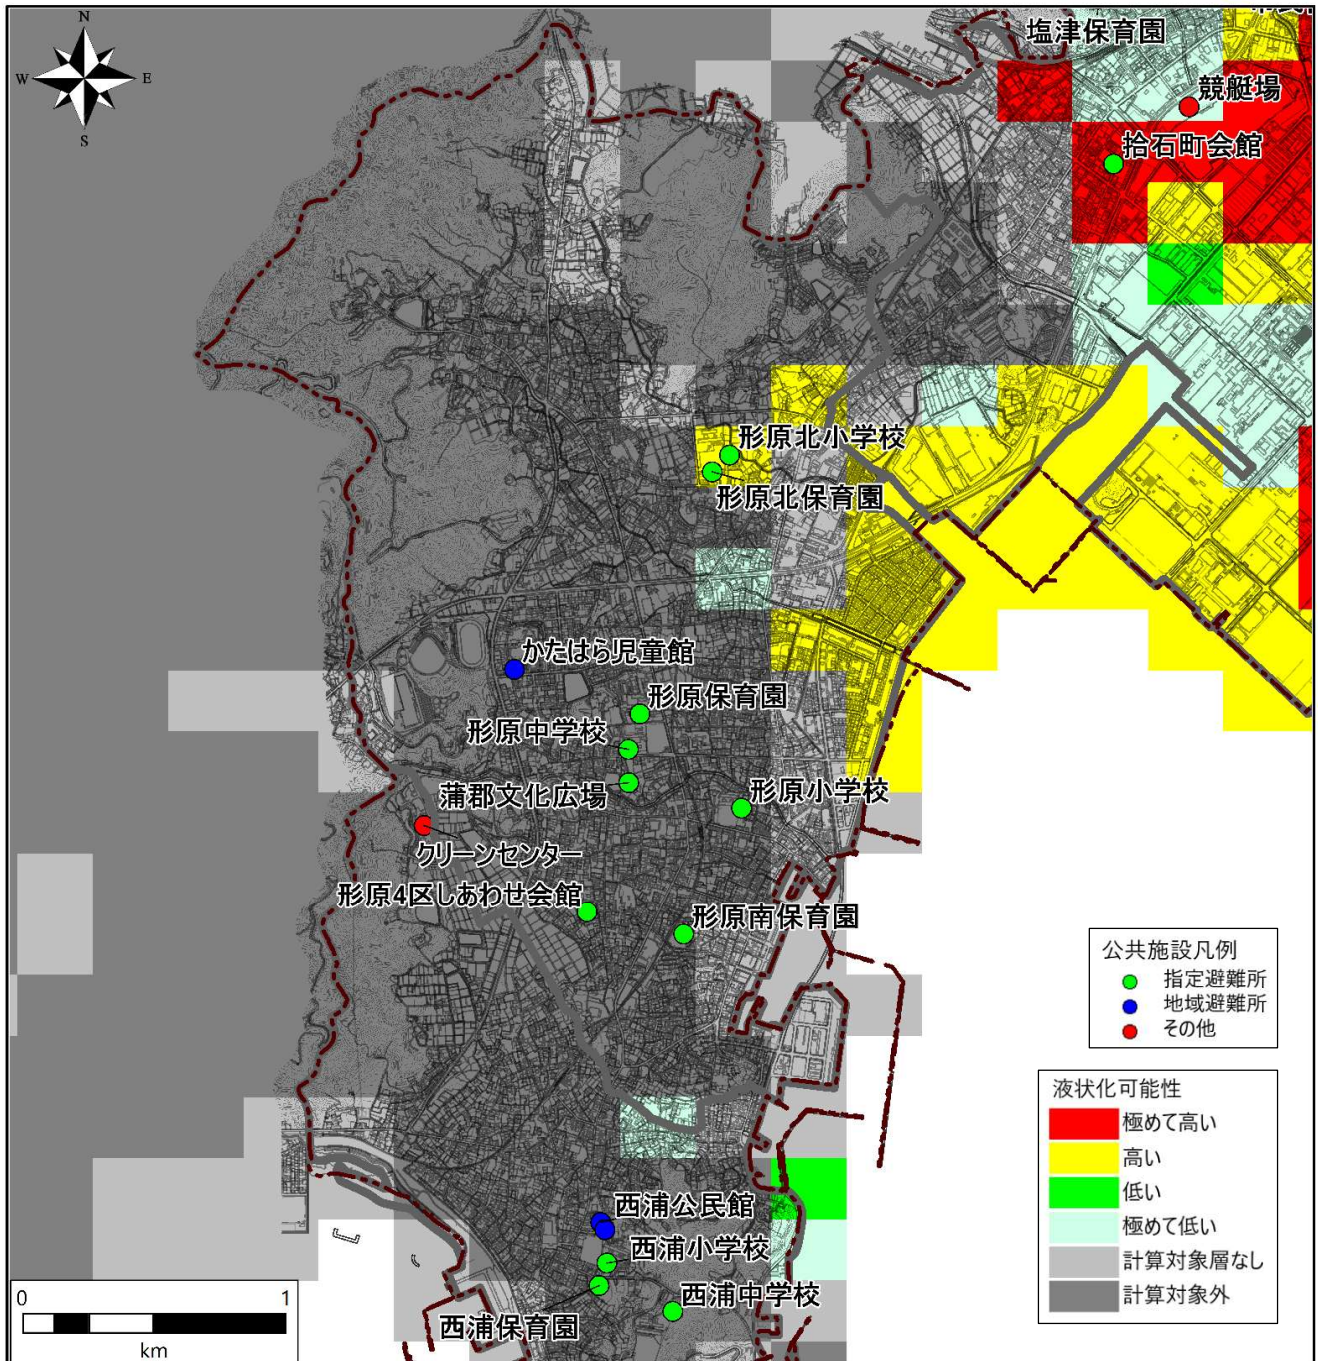 N
W
E
S
塩津保育園
競艇場
拾石町会館
形原北小学校
形原北保育園
かたはら児童館
形原保育園
形原中学校
蒲郡文化広場
形原小学校
クリーンセンター
形原4区しあわせ会館
形原南保育園
西浦公民館
西浦小学校
西浦中学校
西浦保育園
公共施設凡例
指定避難所
地域避難所
その他
液状化可能性
極めて高い
高い
低い
極めて低い
計算対象層なし
計算対象外
0 1
km